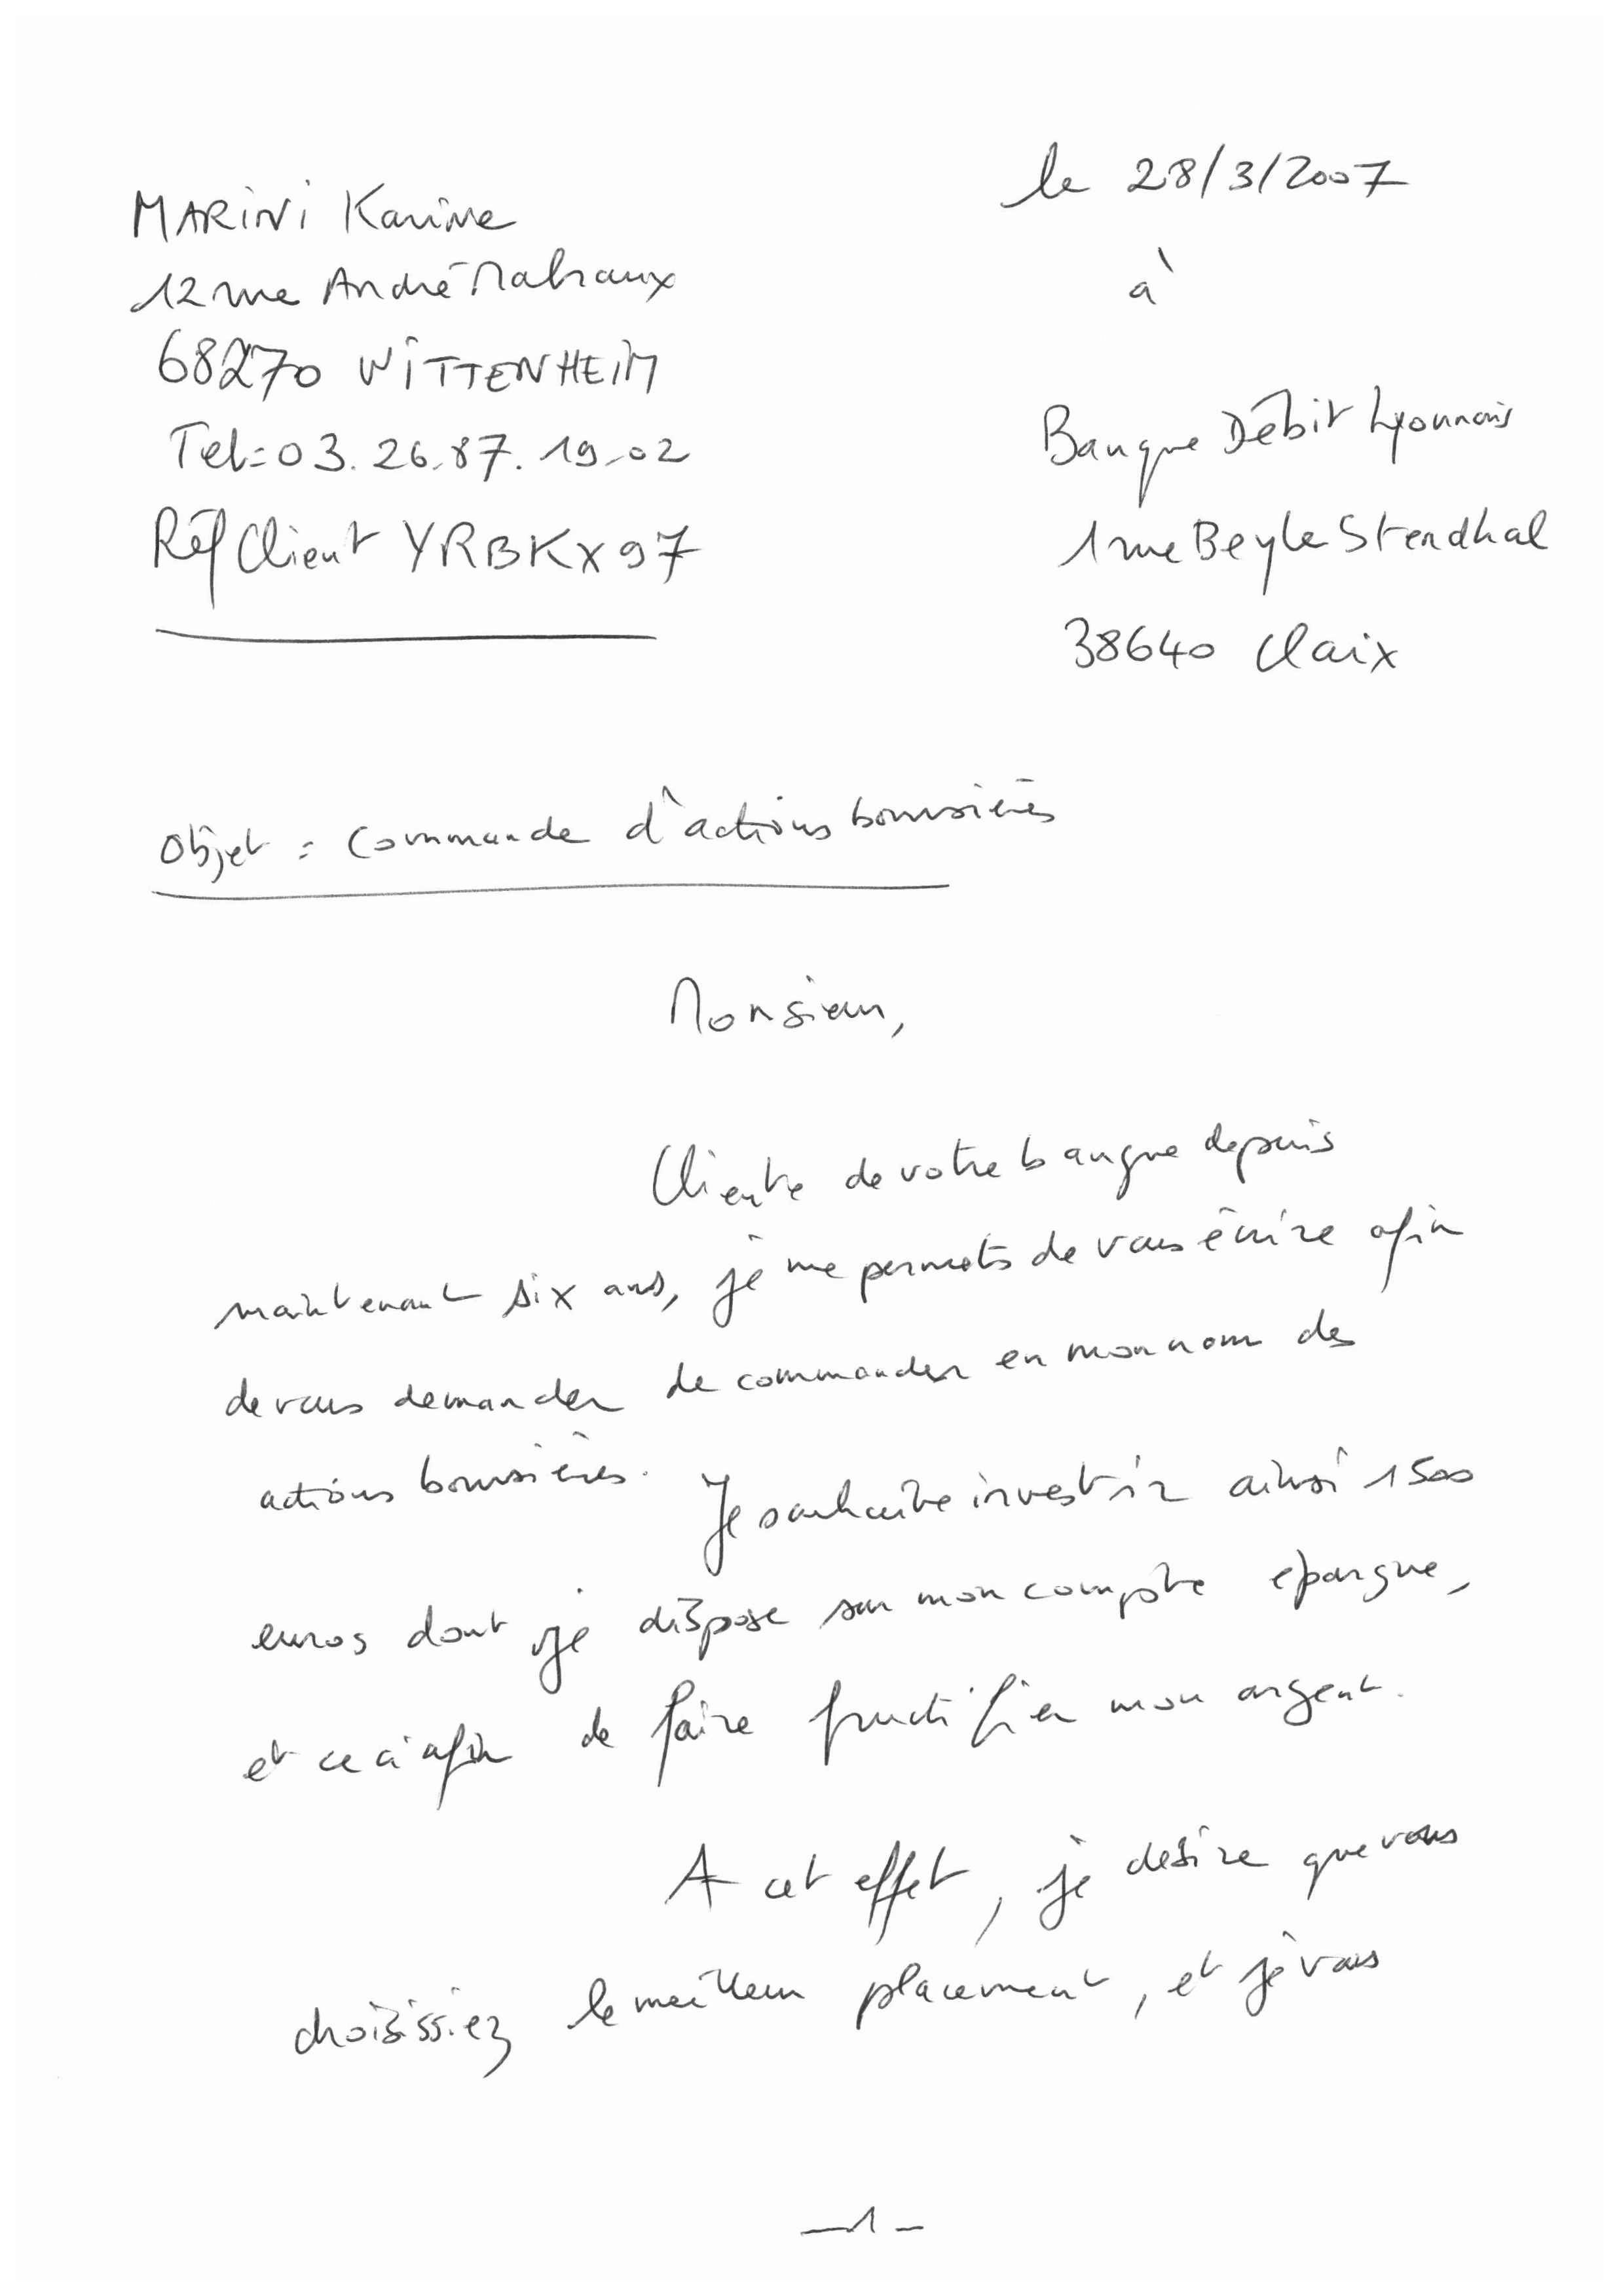 le 28/3/2007
MARINI Karine
12 rue André Malraux
à
68270 WITTENHEIM
Tel : 03.26.87.19.02
Banque Débit Lyonnais
Réf Client YRBKX97
1 rue Beyle Stendhal
38640 Claix
Objet : Commande d'actions boursières
Monsieur,
Cliente de votre banque depuis
maintenant six ans, je me permets de vous écrire afin
de vous demander de commander en mon nom des
actions boursières. Je souhaite investir ainsi 1500
euros dont je dispose sur mon compte epargne,
et ce ci afin de faire fructifier mon argent.
A cet effet, je desire que vous
choisissiez le meilleur placement, et je vous
-1-